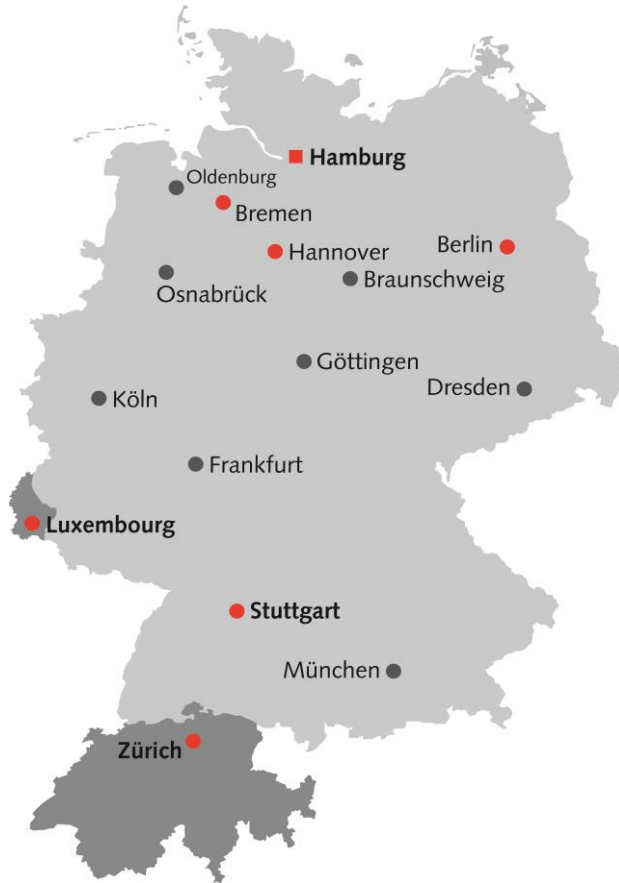 Hamburg
Oldenburg
Bremen
Hannover
Berlin
Osnabrück
Braunschweig
Göttingen
Köln
Dresden
Frankfurt
Luxembourg
Stuttgart
München
Zürich